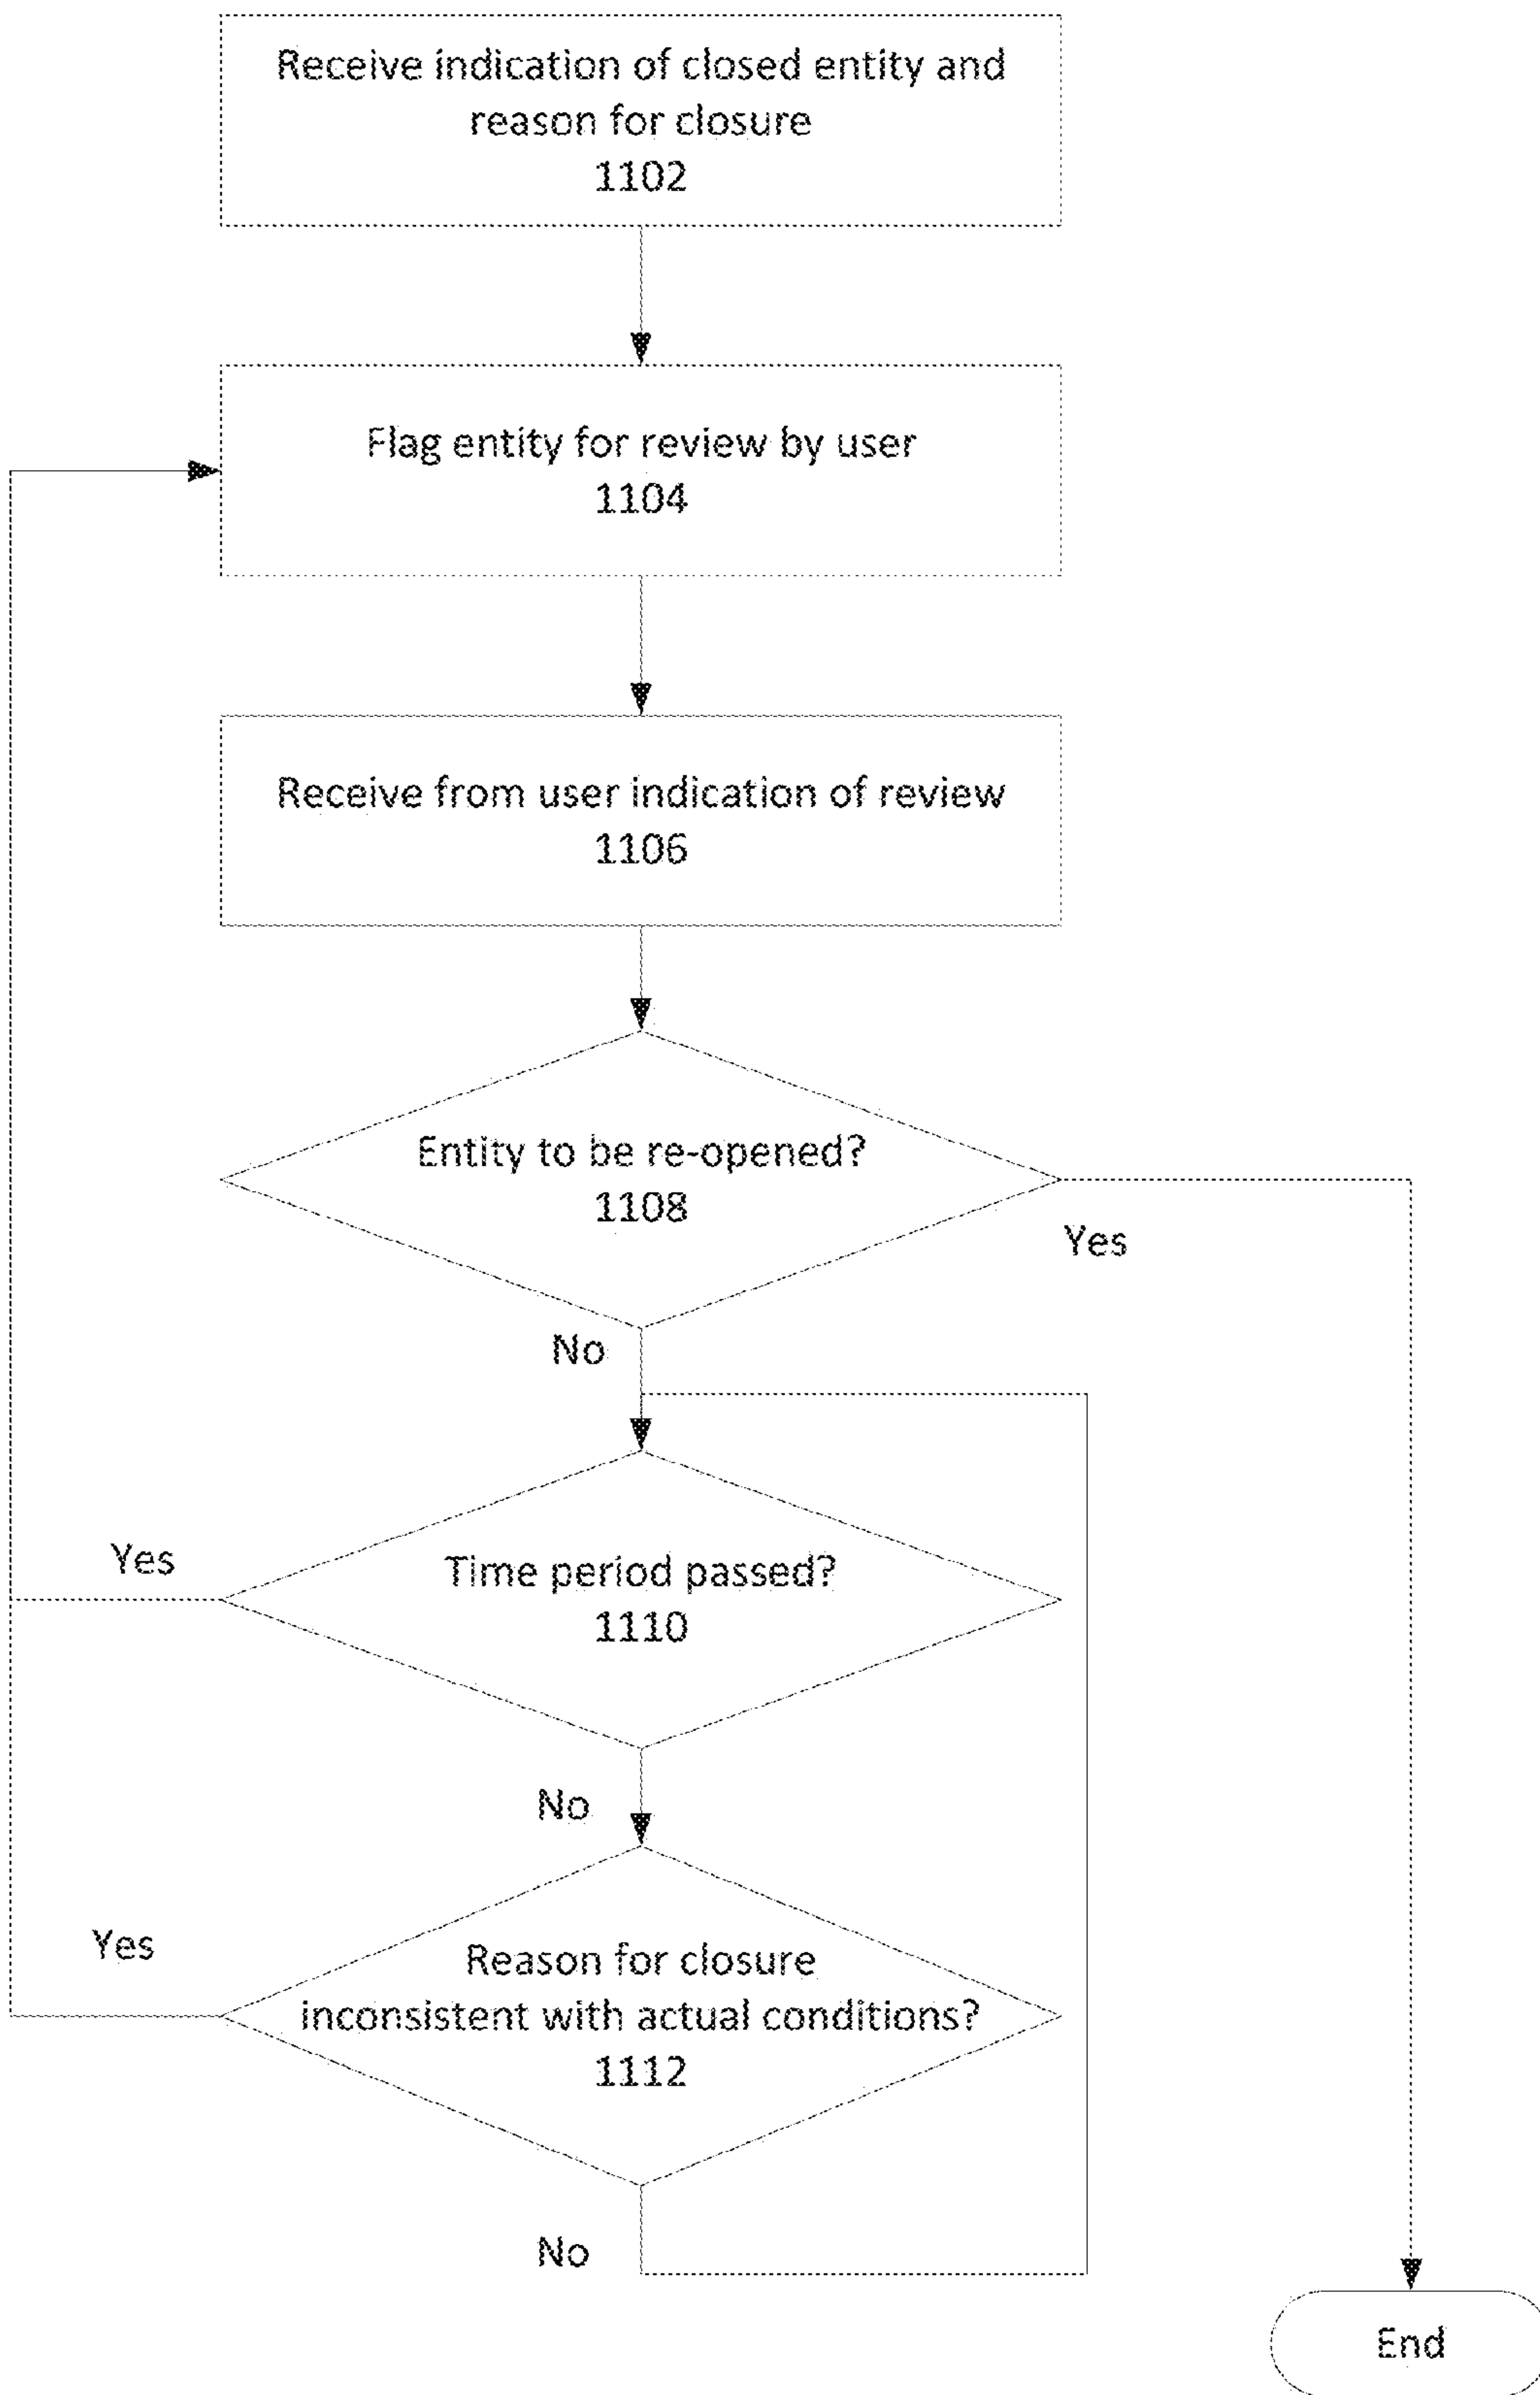 Receive indication of closed entity and
reason for closure
1102
Flag entity for review by user
1104
Receive from user indication of review
1106
Entity to be re-opened?
1108
Yes
No
Yes
Time period passed?
1110
No
Yes
Reason for closure
inconsistent with actual conditions?
1112
No
End